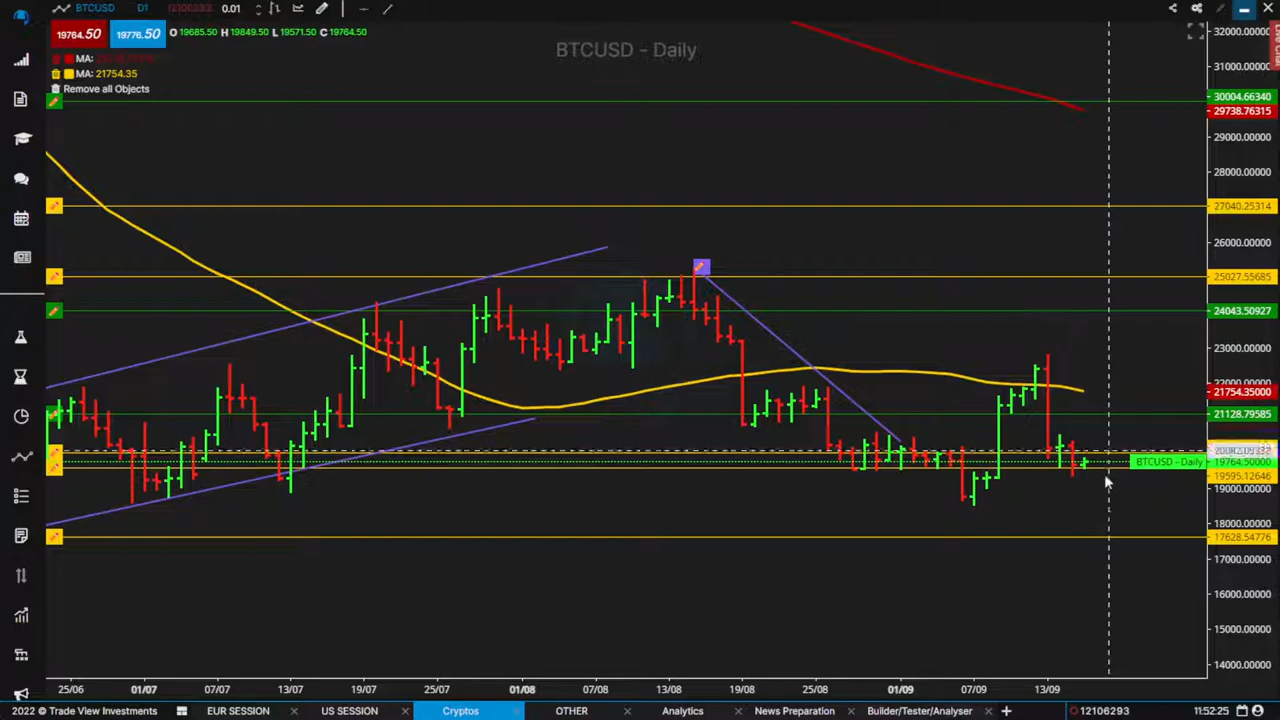 BTCUSD D1 0.01
19764.50 19776.50 O 19685.50 H 19849.50 L 19571.50 C 19764.50
MA:
MA: 21754.35
Remove all Objects
BTCUSD - Daily
Live Chat
32000.00000
31000.00000
30004.66340
29738.76315
29000.00000
28000.00000
27040.25314
26000.00000
25027.55685
24043.50927
23000.00000
22000.00000
21754.35000
21128.79585
BTCUSD - Daily 19764.50000
19595.12646
19000.00000
18000.00000
17628.54776
17000.00000
16000.00000
15000.00000
14000.00000
25/06 01/07 07/07 13/07 19/07 25/07 01/08 07/08 13/08 19/08 25/08 01/09 07/09 13/09
2022 © Trade View Investments EUR SESSION US SESSION Cryptos OTHER Analytics News Preparation Builder/Tester/Analyser 12106293 11:52:25